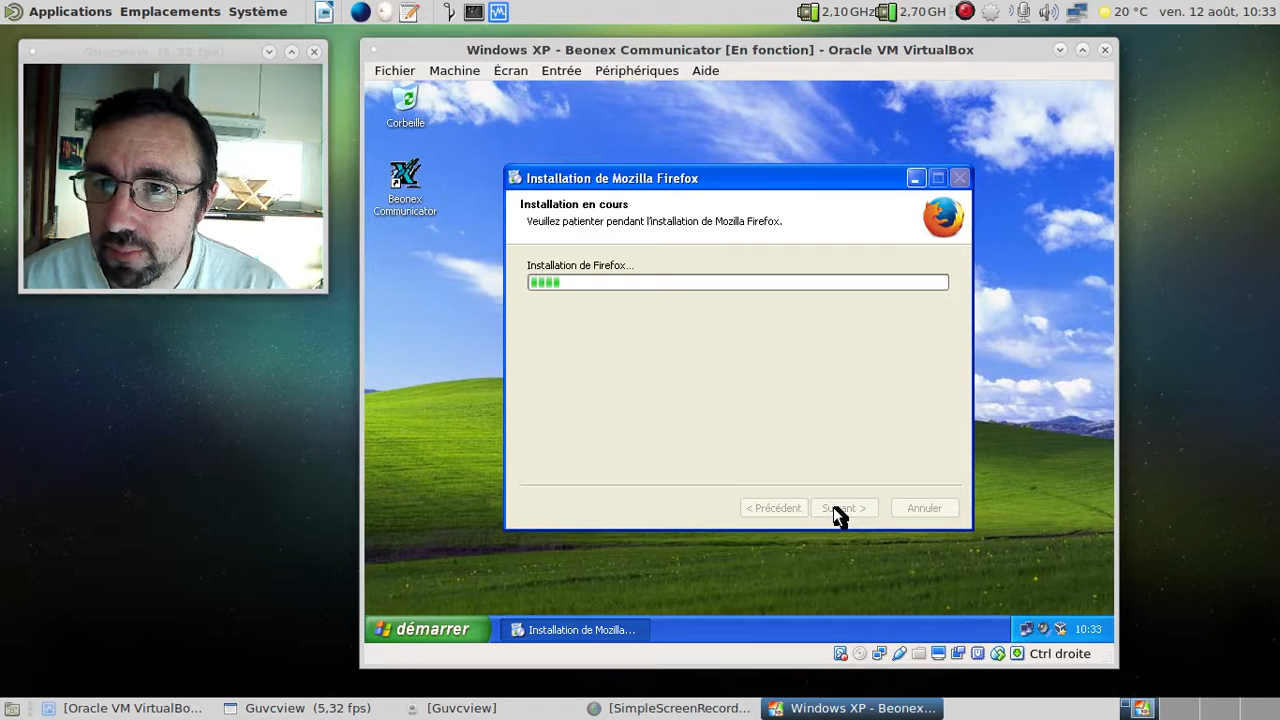 Applications Emplacements Système
2,10 GHz 2,70 GH 20 °C ven. 12 août, 10:33
Guvcview (5,32 fps)
Windows XP - Beonex Communicator [En fonction] - Oracle VM VirtualBox
Fichier Machine Écran Entrée Périphériques Aide
Corbeille
Beonex
Communicator
Installation de Mozilla Firefox
Installation en cours
Veuillez patienter pendant l'installation de Mozilla Firefox.
Installation de Firefox...
< Précédent Suivant > Annuler
démarrer Installation de Mozilla... 10:33
Ctrl droite
[Oracle VM VirtualBo... Guvcview (5,32 fps) [Guvcview] [SimpleScreenRecord... Windows XP - Beonex...